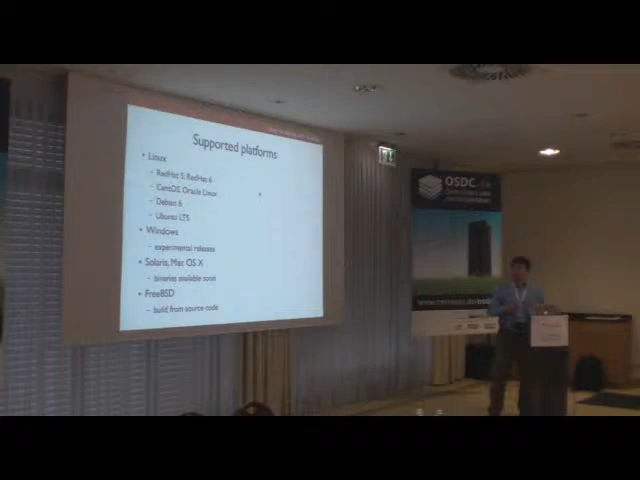 Supported platforms
• Linux
– RedHat 5, RedHat 6
– CentOS, Oracle Linux
– Debian 6
– Ubuntu LTS
• Windows
– experimental releases
• Solaris, Mac OS X
– binaries available soon
• FreeBSD
– build from source code
OSDC.de